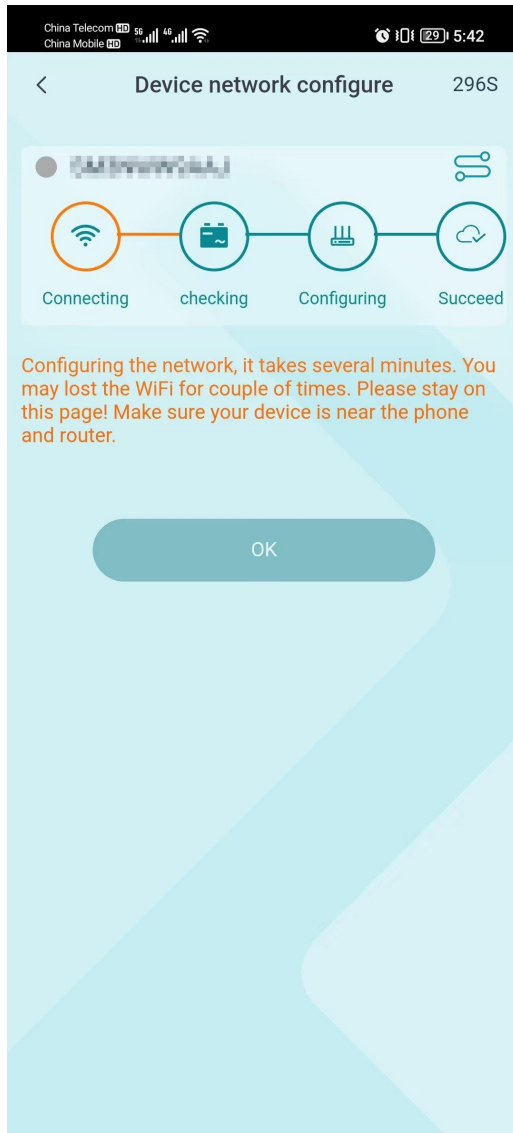 China Telecom HD 5G 4G
China Mobile HD 29 5:42
Device network configure 296S
Connecting checking Configuring Succeed
Configuring the network, it takes several minutes. You
may lost the WiFi for couple of times. Please stay on
this page! Make sure your device is near the phone
and router.
OK